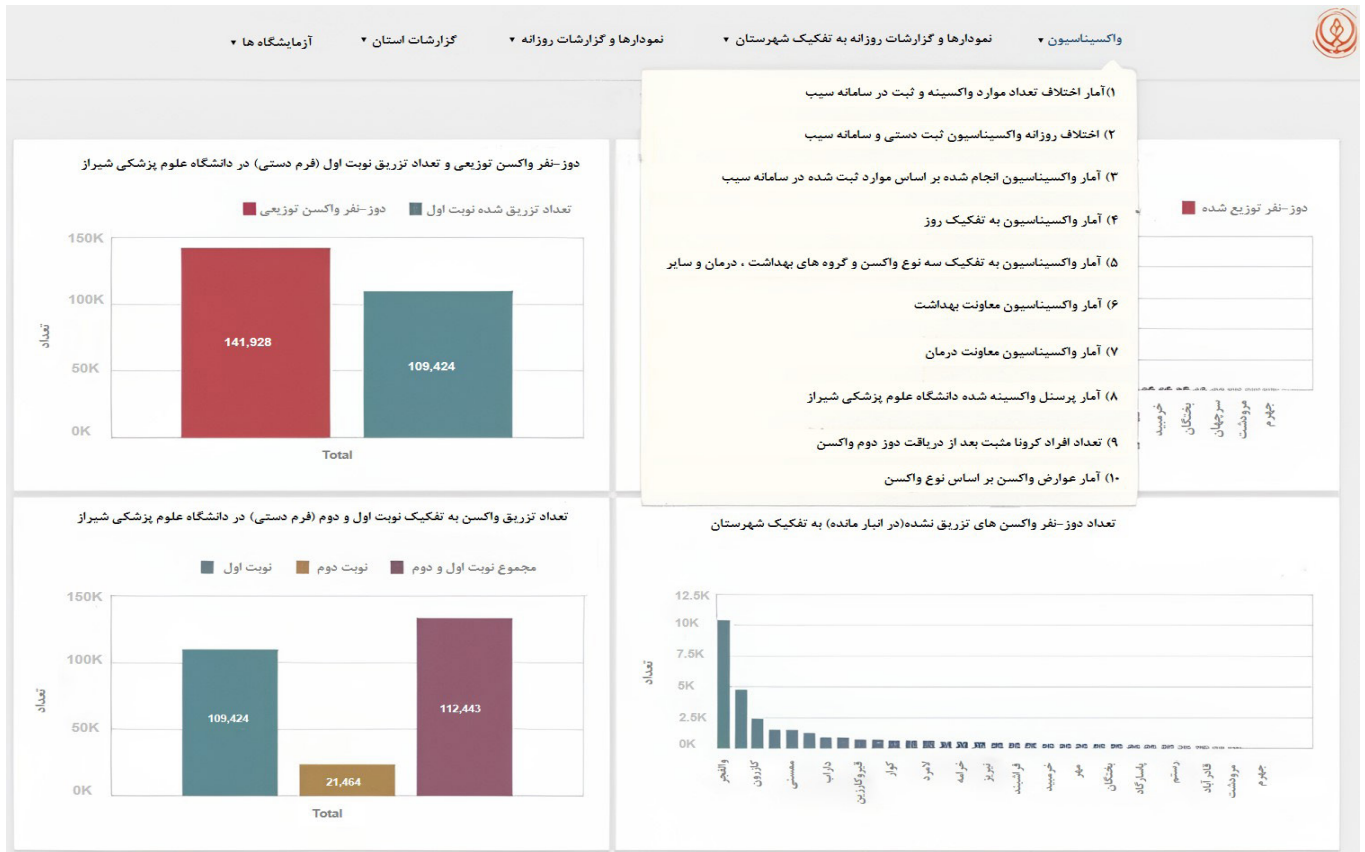 واکسیناسیون ▾
نمودارها و گزارشات روزانه به تفکیک شهرستان ▾
نمودارها و گزارشات روزانه ▾
گزارشات استان ▾
آزمایشگاه ها ▾
۱)آمار اختلاف تعداد موارد واکسینه و ثبت در سامانه سیب
۲) اختلاف روزانه واکسیناسیون ثبت دستی و سامانه سیب
۳) آمار واکسیناسیون انجام شده بر اساس موارد ثبت شده در سامانه سیب
۴) آمار واکسیناسیون به تفکیک روز
۵) آمار واکسیناسیون به تفکیک سه نوع واکسن و گروه های بهداشت ، درمان و سایر
۶) آمار واکسیناسیون معاونت بهداشت
۷) آمار واکسیناسیون معاونت درمان
۸) آمار پرسنل واکسینه شده دانشگاه علوم پزشکی شیراز
۹) تعداد افراد کرونا مثبت بعد از دریافت دوز دوم واکسن
۱۰) آمار عوارض واکسن بر اساس نوع واکسن
دوز-نفر توزیع شده
خرمبید
بختگان
سرچهان
مرودشت
جهرم
دوز-نفر واکسن توزیعی و تعداد تزریق نوبت اول (فرم دستی) در دانشگاه علوم پزشکی شیراز
تعداد تزریق شده نوبت اول
دوز-نفر واکسن توزیعی
150K
100K
50K
0K
تعداد
141,928
109,424
Total
تعداد دوز-نفر واکسن های تزریق نشده(در انبار مانده) به تفکیک شهرستان
12.5K
10K
7.5K
5K
2.5K
0K
تعداد
والفجر
کازرون
ممسنی
داراب
قیروکارزین
کوار
لامرد
خرامه
نیریز
فراشبند
خرمبید
مهر
بختگان
پاسارگاد
رستم
قادر آباد
مرودشت
جهرم
تعداد تزریق واکسن به تفکیک نوبت اول و دوم (فرم دستی) در دانشگاه علوم پزشکی شیراز
مجموع نوبت اول و دوم
نوبت دوم
نوبت اول
150K
100K
50K
0K
تعداد
109,424
21,464
112,443
Total